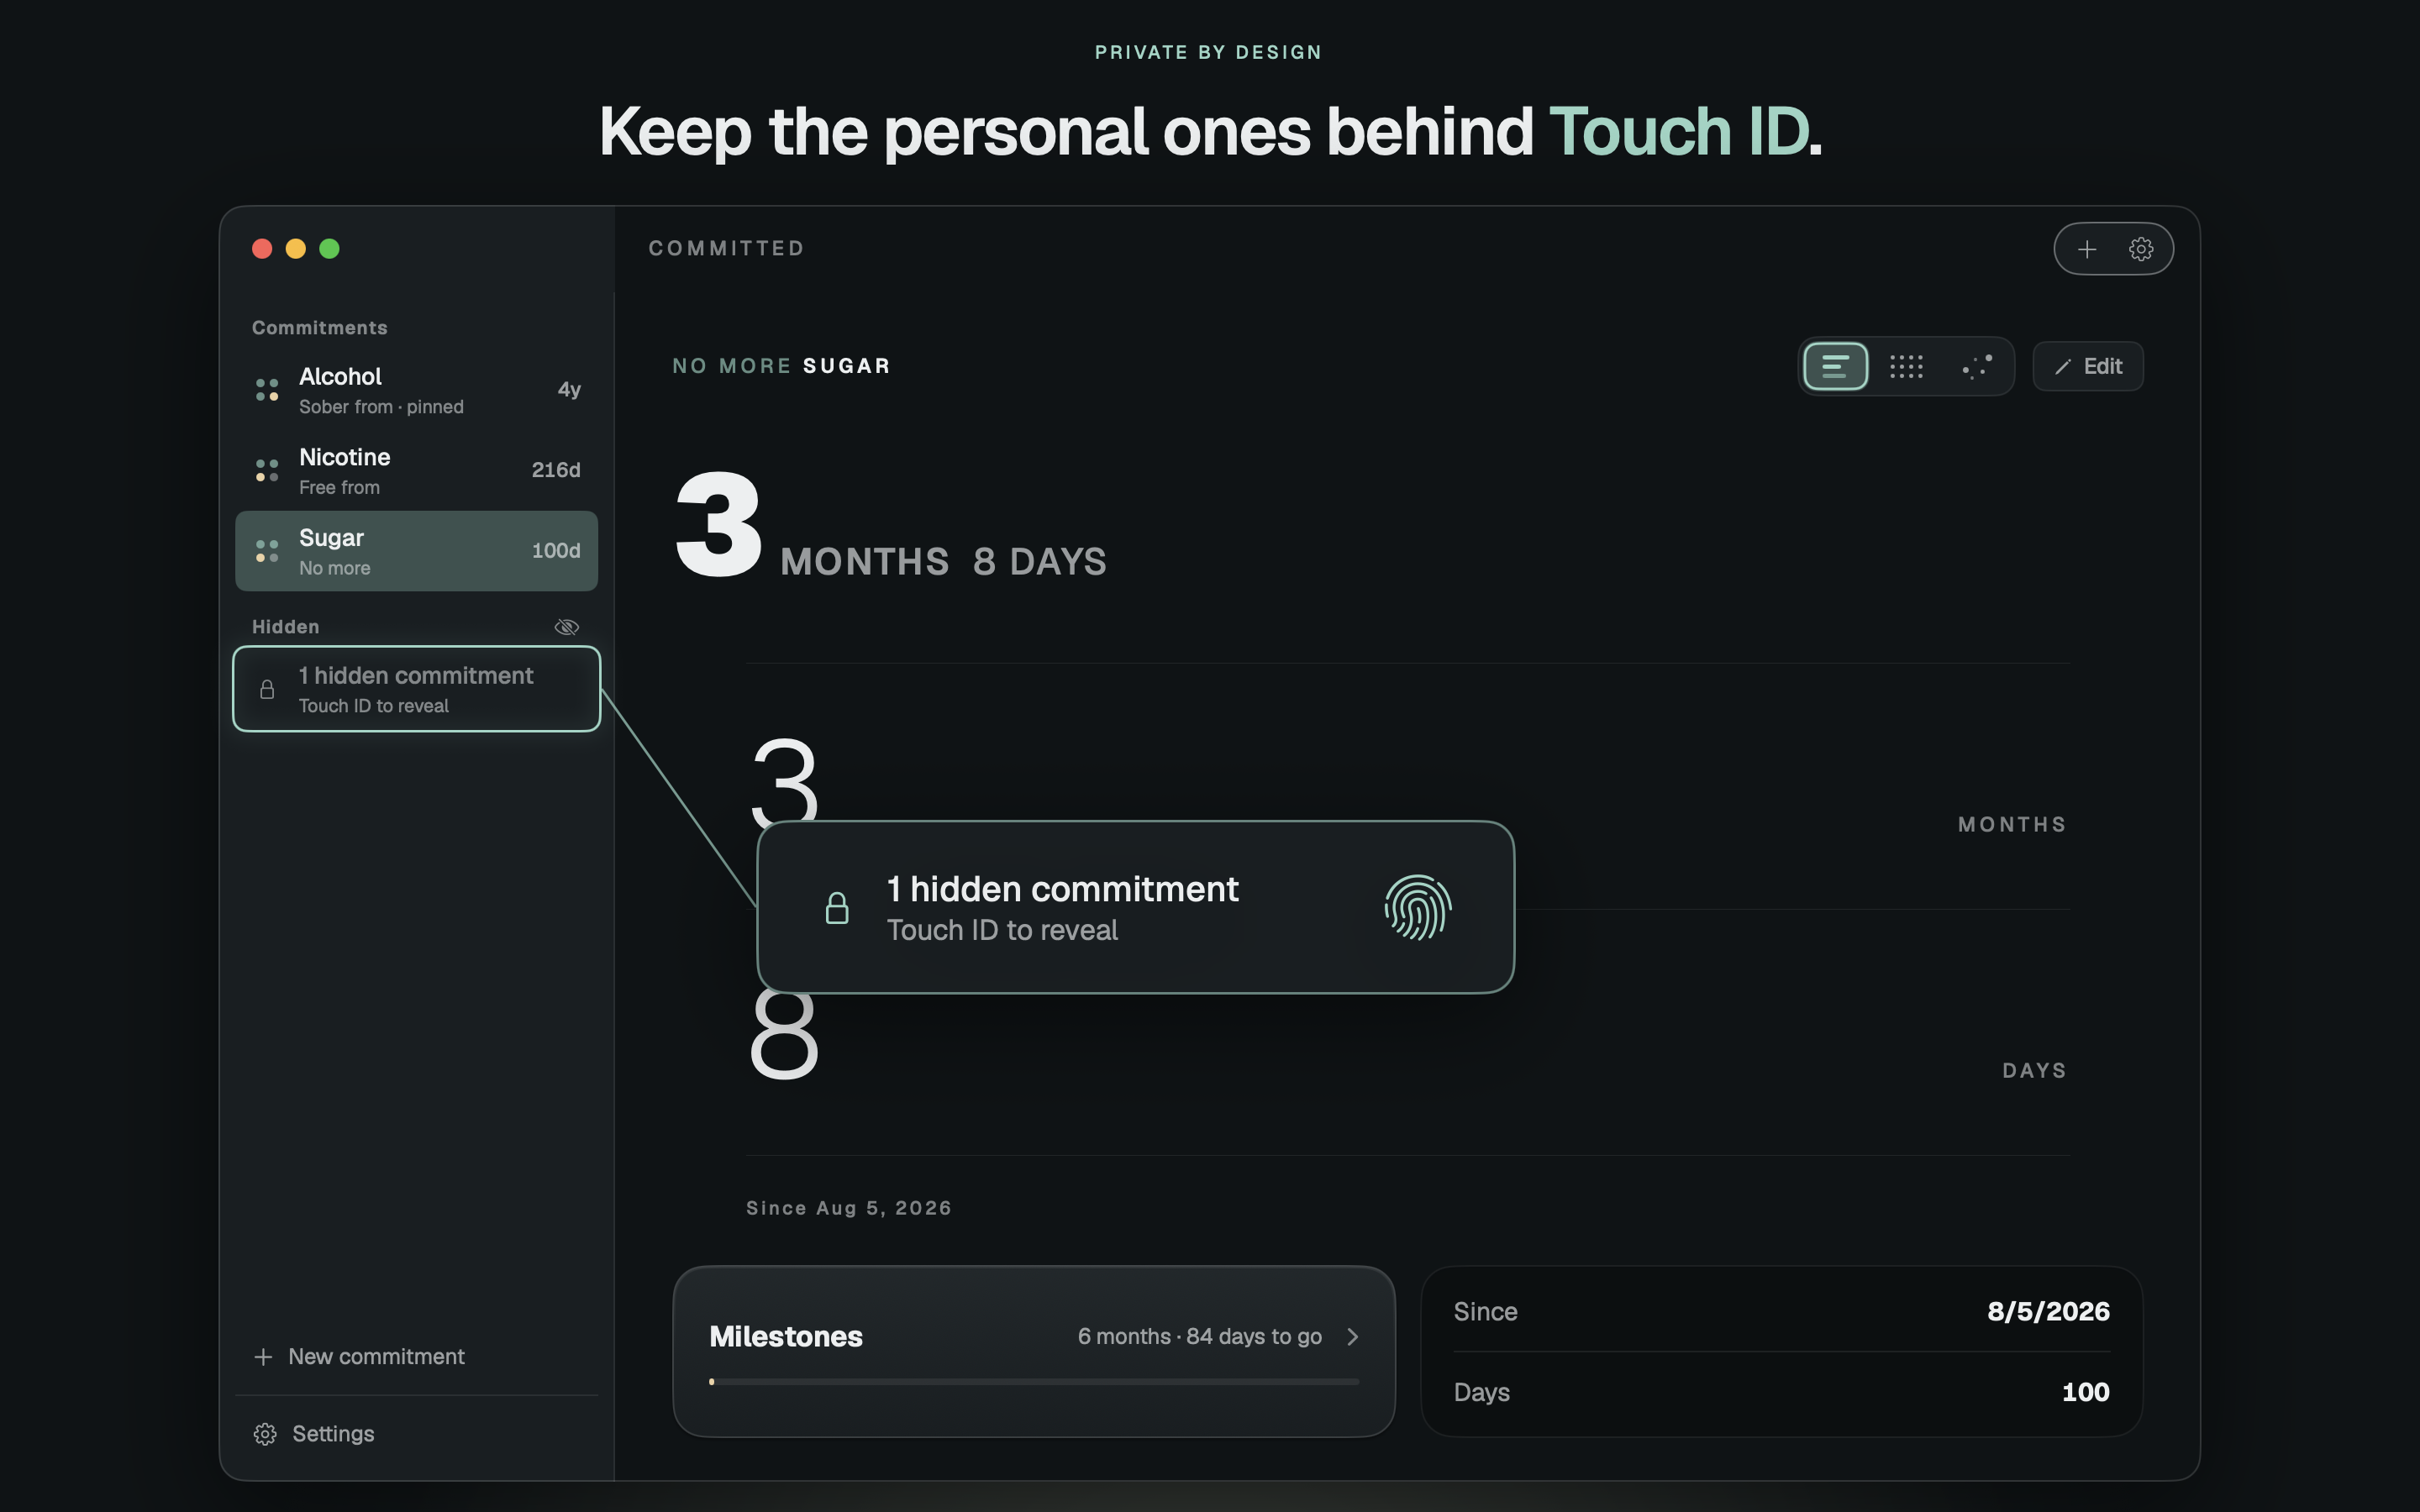 PRIVATE BY DESIGN
Keep the personal ones behind Touch ID.
COMMITTED
Commitments
Alcohol
Sober from · pinned
4y
Nicotine
Free from
216d
Sugar
No more
100d
Hidden
1 hidden commitment
Touch ID to reveal
New commitment
Settings
NO MORE SUGAR
Edit
3 MONTHS 8 DAYS
3
MONTHS
1 hidden commitment
Touch ID to reveal
8
DAYS
Since Aug 5, 2026
Milestones
6 months · 84 days to go
Since
8/5/2026
Days
100